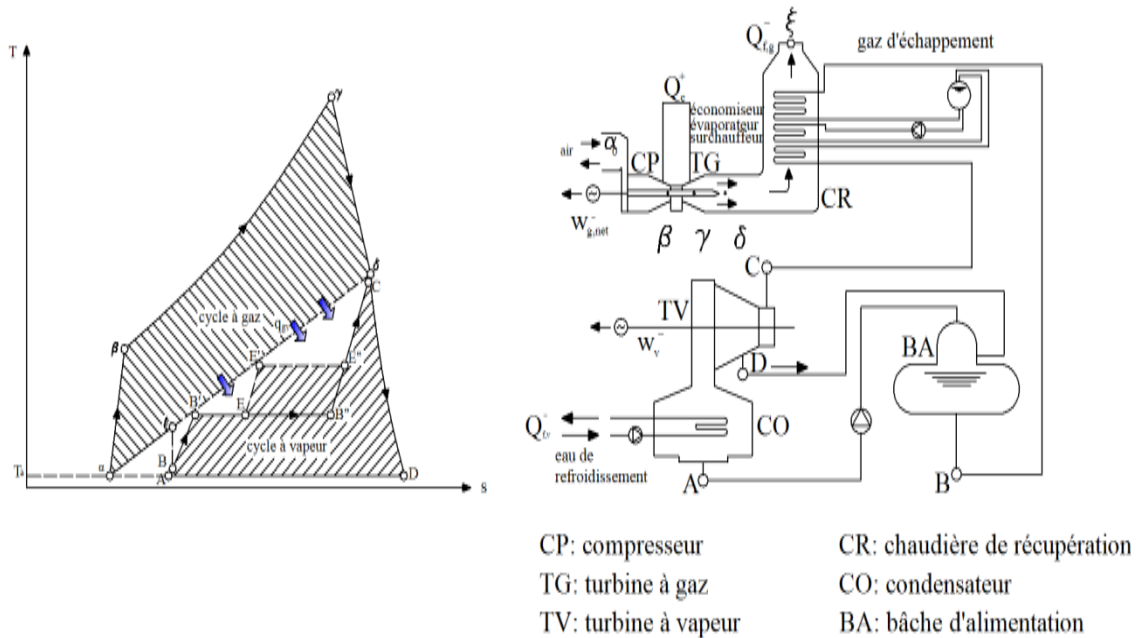 T
γ
δ
C
cycle à gaz
β
E'
E''
B'
E
B''
ξ
cycle à vapeur
B
α
A
D
s
ξ
gaz d'échappement
économiseur
évaporateur
surchauffeur
air
α
CP
TG
CR
β γ δ
C
TV
BA
D
CO
eau de
refroidissement
A
B
CP: compresseur
CR: chaudière de récupération
TG: turbine à gaz
CO: condensateur
TV: turbine à vapeur
BA: bâche d'alimentation